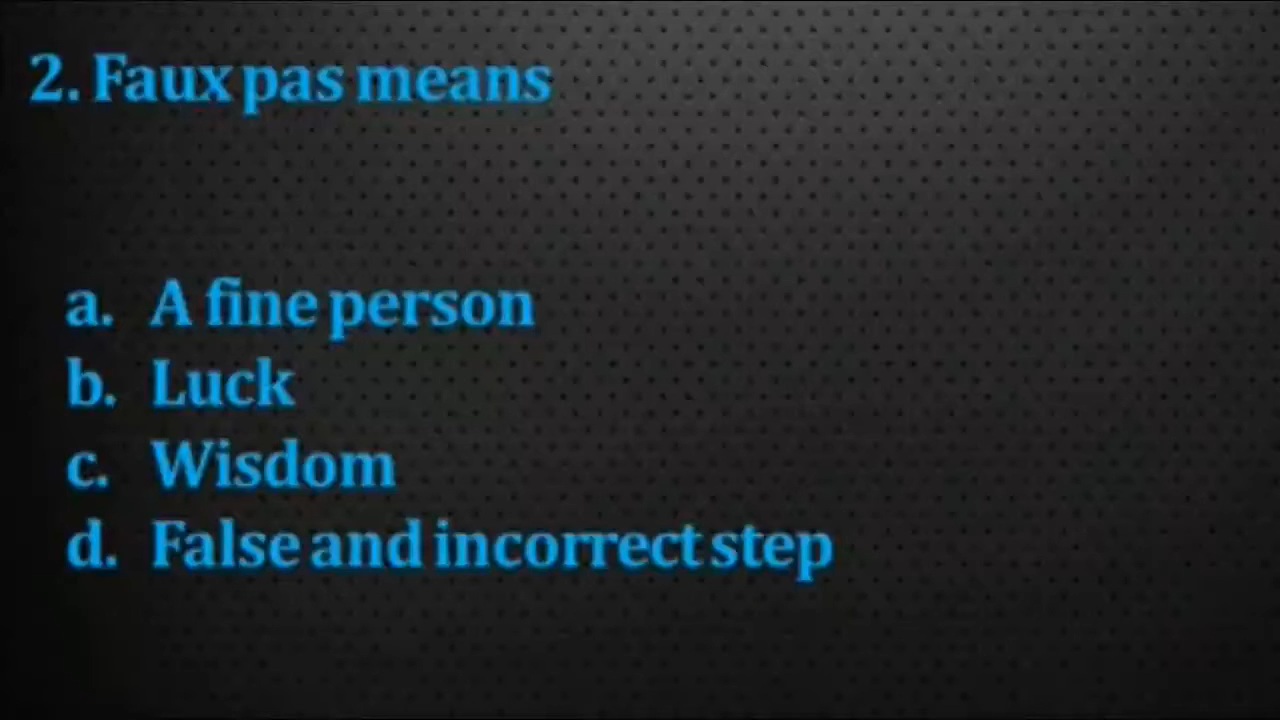 2. Faux pas means
a. A fine person
b. Luck
c. Wisdom
d. False and incorrect step